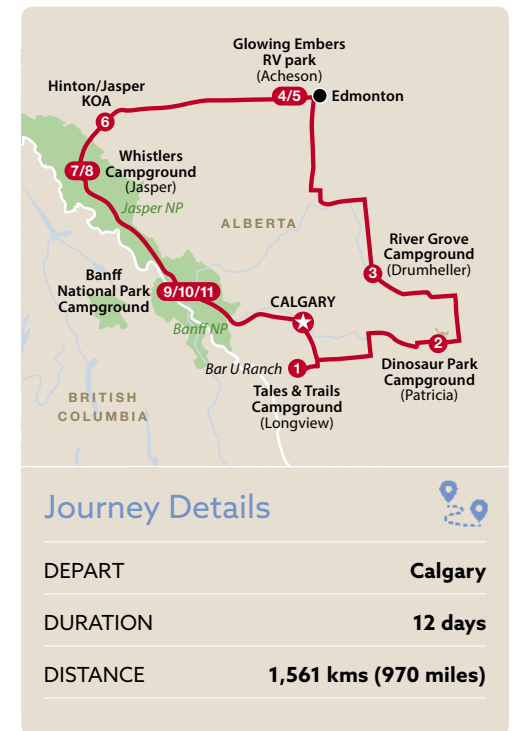 Glowing Embers
RV park
(Acheson)
4/5
Edmonton
Hinton/Jasper
KOA
6
7/8
Whistlers
Campground
(Jasper)
Jasper NP
ALBERTA
River Grove
Campground
(Drumheller)
3
Banff
National Park
Campground
9/10/11
CALGARY
Banff NP
2
Dinosaur Park
Campground
(Patricia)
Bar U Ranch
1
Tales & Trails
Campground
(Longview)
BRITISH
COLUMBIA
Journey Details
DEPART Calgary
DURATION 12 days
DISTANCE 1,561 kms (970 miles)